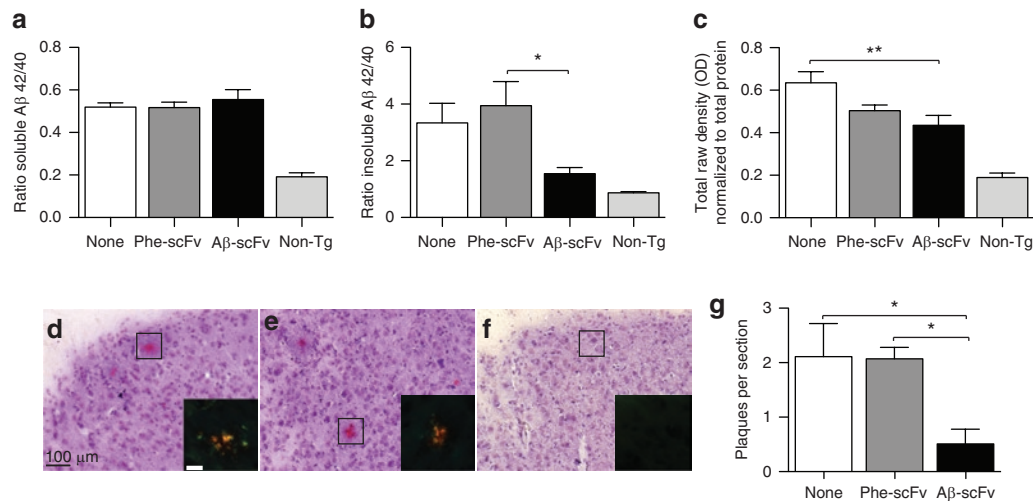 a
Ratio soluble Aβ 42/40
0.8
0.6
0.4
0.2
0.0
None Phe-scFv Aβ-scFv Non-Tg
b
Ratio insoluble Aβ 42/40
6
4
2
0
*
None Phe-scFv Aβ-scFv Non-Tg
c
Total raw density (OD)
normalized to total protein
0.8
0.6
0.4
0.2
0.0
**
None Phe-scFv Aβ-scFv Non-Tg
d
100 μm
e
f
g
Plaques per section
3
2
1
0
*
*
None Phe-scFv Aβ-scFv